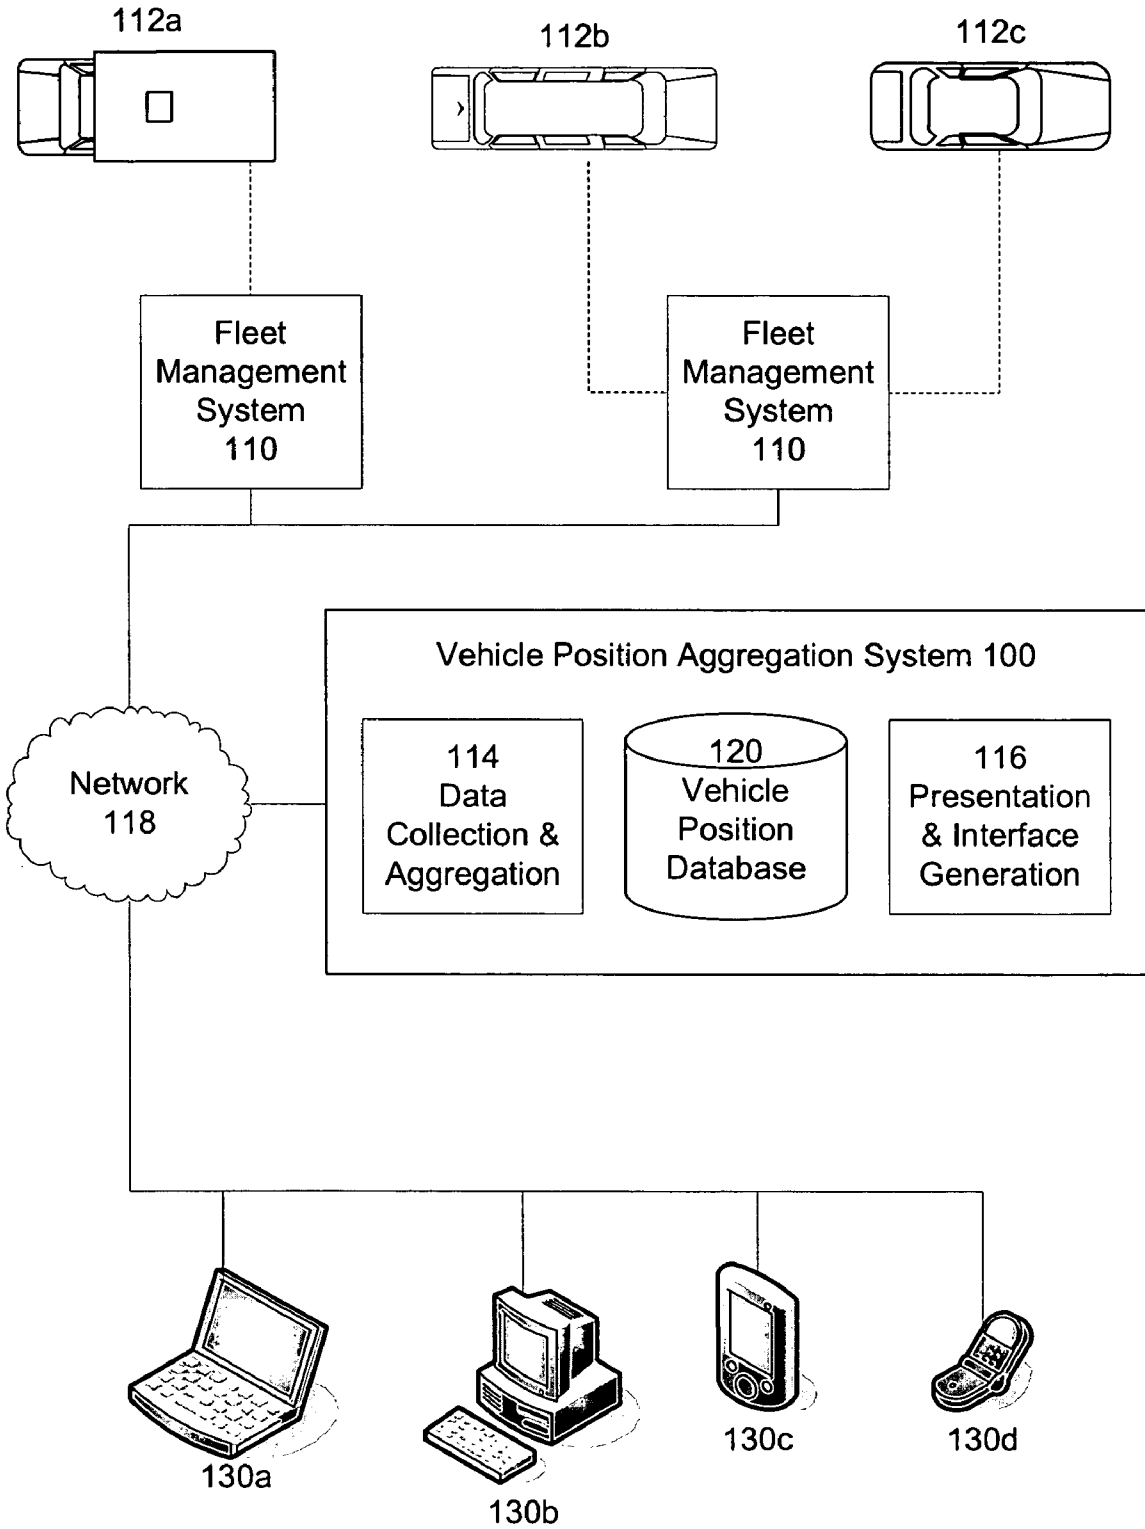 112a
112b
112c
Fleet
Management
System
110
Fleet
Management
System
110
Vehicle Position Aggregation System 100
Network
118
114
Data
Collection &
Aggregation
120
Vehicle
Position
Database
116
Presentation
& Interface
Generation
130a
130b
130c
130d